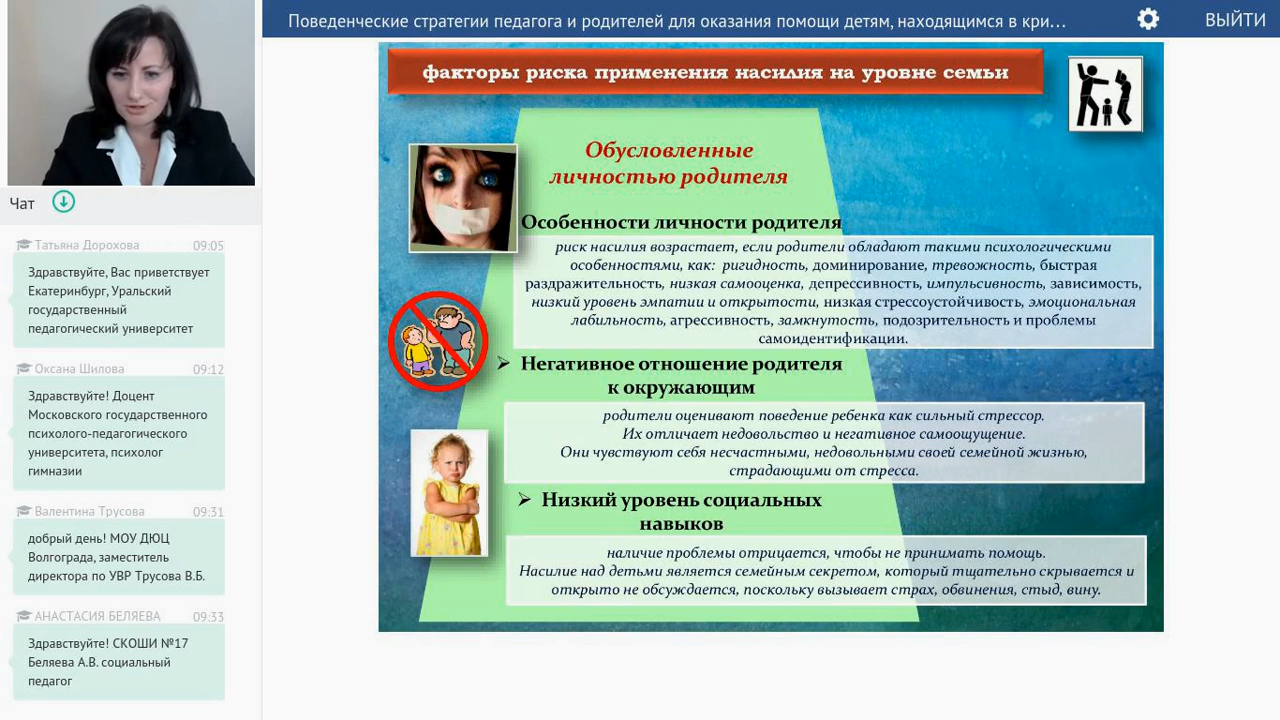 Поведенческие стратегии педагога и родителей для оказания помощи детям, находящимся в кри...
ВЫЙТИ
Чат
Татьяна Дорохова 09:05
Здравствуйте, Вас приветствует
Екатеринбург, Уральский
государственный
педагогический университет
Оксана Шилова 09:12
Здравствуйте! Доцент
Московского государственного
психолого-педагогического
университета, психолог
гимназии
Валентина Трусова 09:31
добрый день! МОУ ДЮЦ
Волгограда, заместитель
директора по УВР Трусова В.Б.
АНАСТАСИЯ БЕЛЯЕВА 09:33
Здравствуйте! СКОШИ №17
Беляева А.В. социальный
педагог
факторы риска применения насилия на уровне семьи
Обусловленные
личностью родителя
Особенности личности родителя
риск насилия возрастает, если родители обладают такими психологическими
особенностями, как: ригидность, доминирование, тревожность, быстрая
раздражительность, низкая самооценка, депрессивность, импульсивность, зависимость,
низкий уровень эмпатии и открытости, низкая стрессоустойчивость, эмоциональная
лабильность, агрессивность, замкнутость, подозрительность и проблемы
самоидентификации.
Негативное отношение родителя
к окружающим
родители оценивают поведение ребенка как сильный стрессор.
Их отличает недовольство и негативное самоощущение.
Они чувствуют себя несчастными, недовольными своей семейной жизнью,
страдающими от стресса.
Низкий уровень социальных
навыков
наличие проблемы отрицается, чтобы не принимать помощь.
Насилие над детьми является семейным секретом, который тщательно скрывается и
открыто не обсуждается, поскольку вызывает страх, обвинения, стыд, вину.